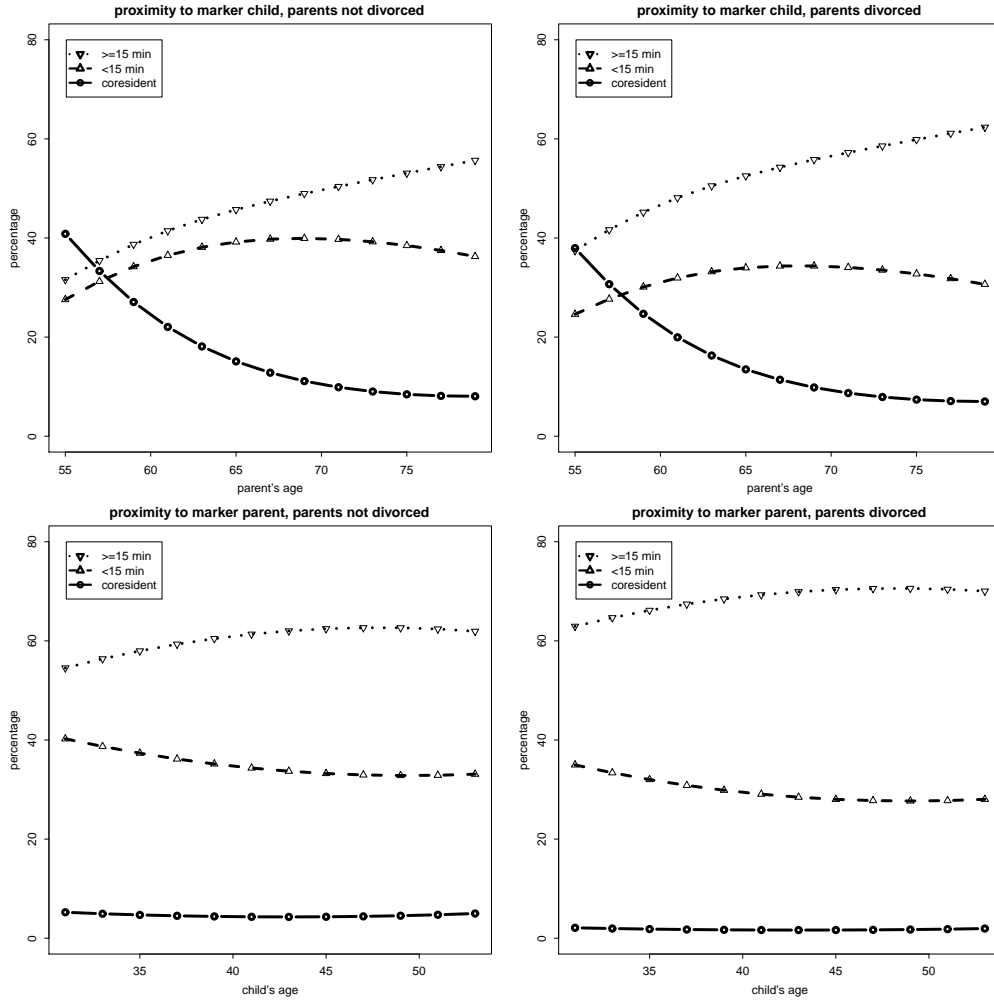 proximity to marker child, parents not divorced
>=15 min
<15 min
coresident
percentage
0
20
40
60
80
55
60
65
70
75
parent's age
proximity to marker child, parents divorced
>=15 min
<15 min
coresident
percentage
0
20
40
60
80
55
60
65
70
75
parent's age
proximity to marker parent, parents not divorced
>=15 min
<15 min
coresident
percentage
0
20
40
60
80
35
40
45
50
child's age
proximity to marker parent, parents divorced
>=15 min
<15 min
coresident
percentage
0
20
40
60
80
35
40
45
50
child's age